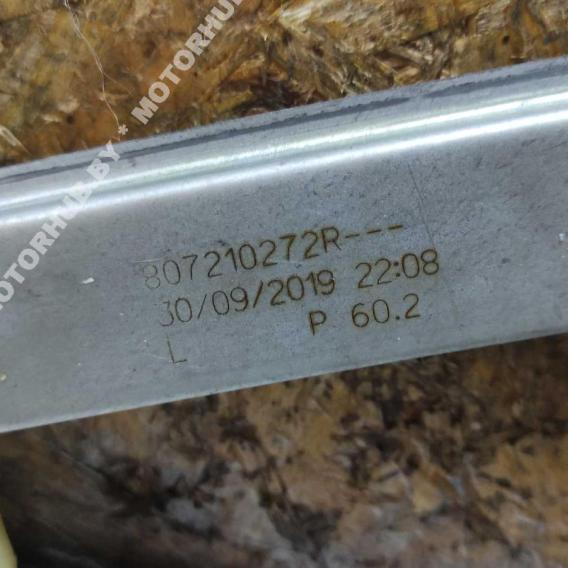 MOTORHUB.BY * MOTORHUB
807210272R---
30/09/2019 22:08
L P 60.2